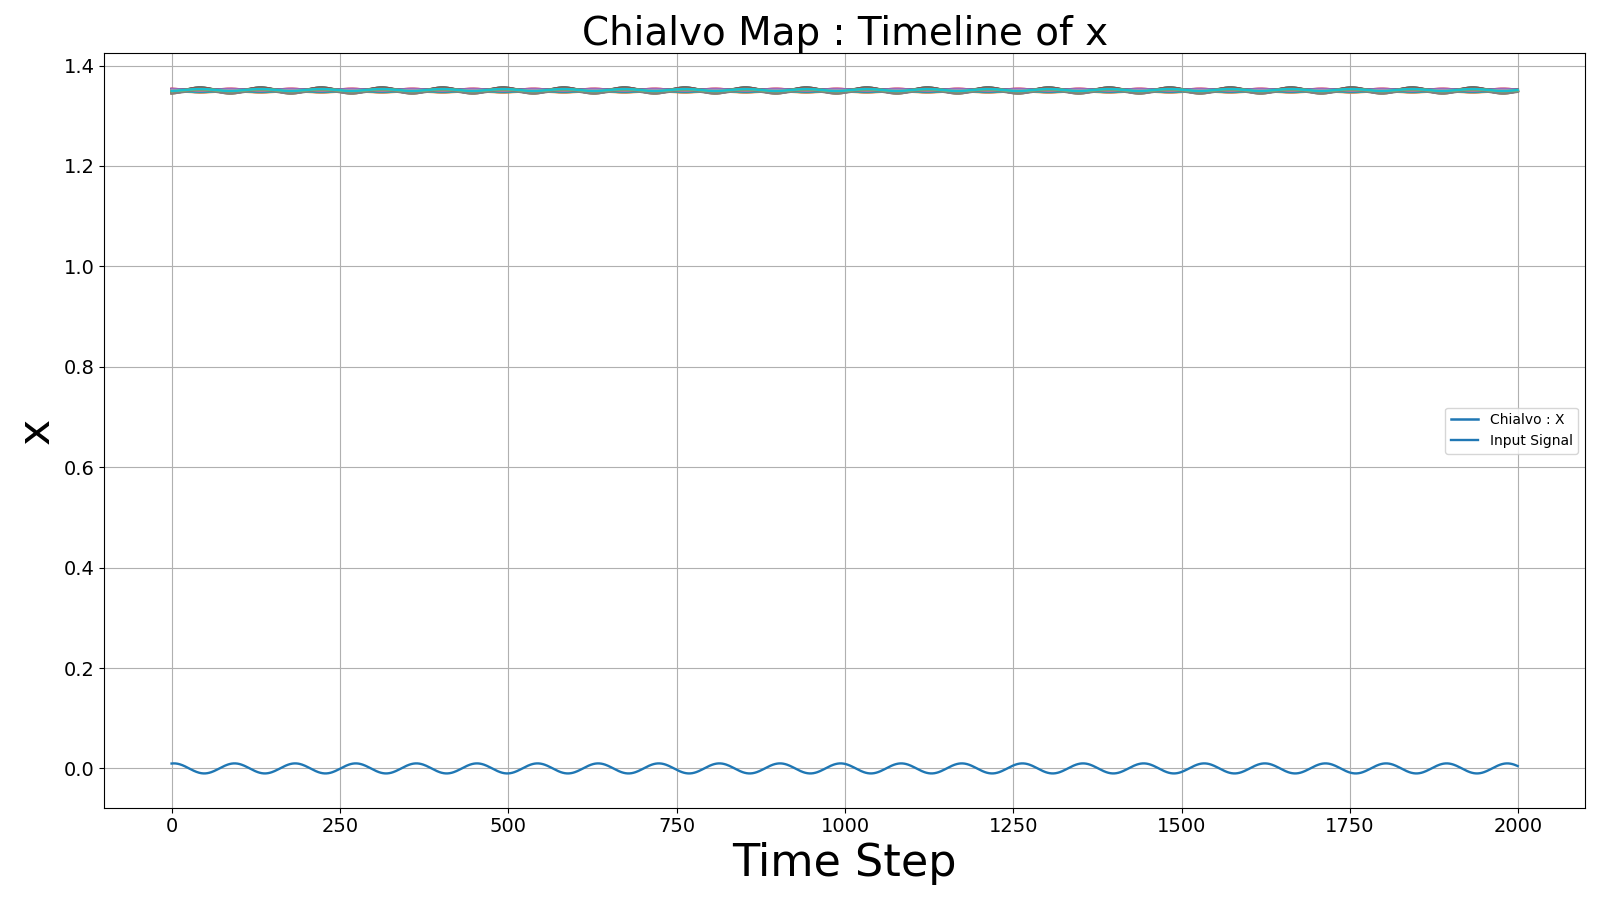 Chialvo Map : Timeline of x
1.4
1.2
1.0
0.8
0.6
0.4
0.2
0.0
x
Chialvo : X
Input Signal
0 250 500 750 1000 1250 1500 1750 2000
Time Step